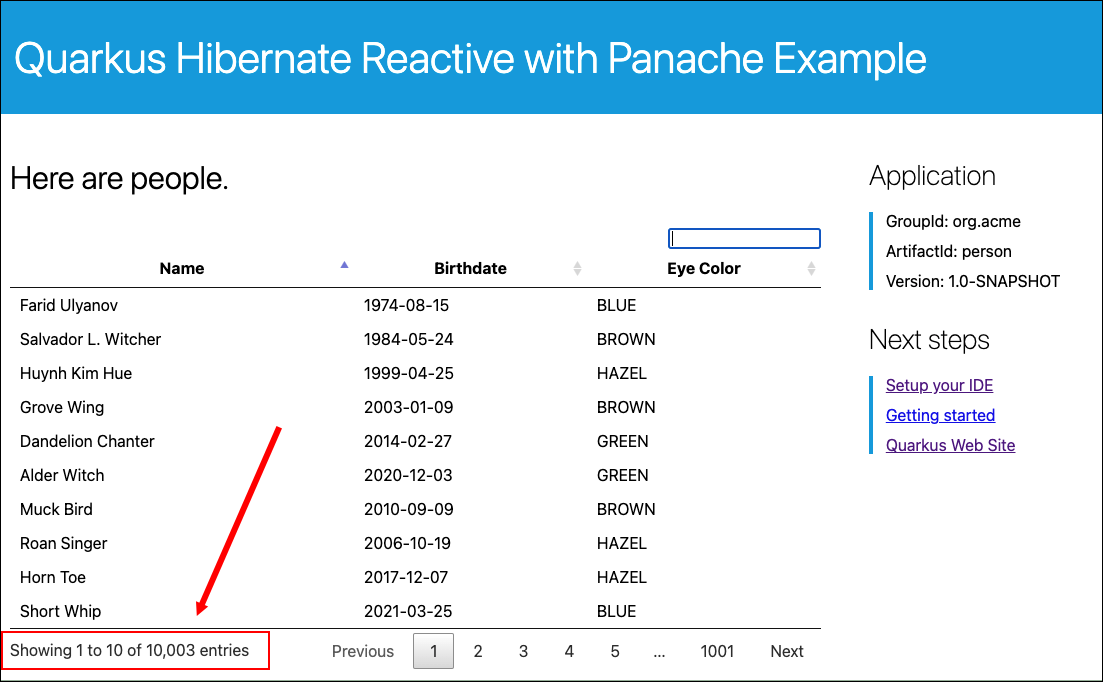 Quarkus Hibernate Reactive with Panache Example
Here are people.
Name Birthdate Eye Color
Farid Ulyanov 1974-08-15 BLUE
Salvador L. Witcher 1984-05-24 BROWN
Huynh Kim Hue 1999-04-25 HAZEL
Grove Wing 2003-01-09 BROWN
Dandelion Chanter 2014-02-27 GREEN
Alder Witch 2020-12-03 GREEN
Muck Bird 2010-09-09 BROWN
Roan Singer 2006-10-19 HAZEL
Horn Toe 2017-12-07 HAZEL
Short Whip 2021-03-25 BLUE
Showing 1 to 10 of 10,003 entries Previous 1 2 3 4 5 ... 1001 Next
Application
GroupId: org.acme
ArtifactId: person
Version: 1.0-SNAPSHOT
Next steps
Setup your IDE
Getting started
Quarkus Web Site